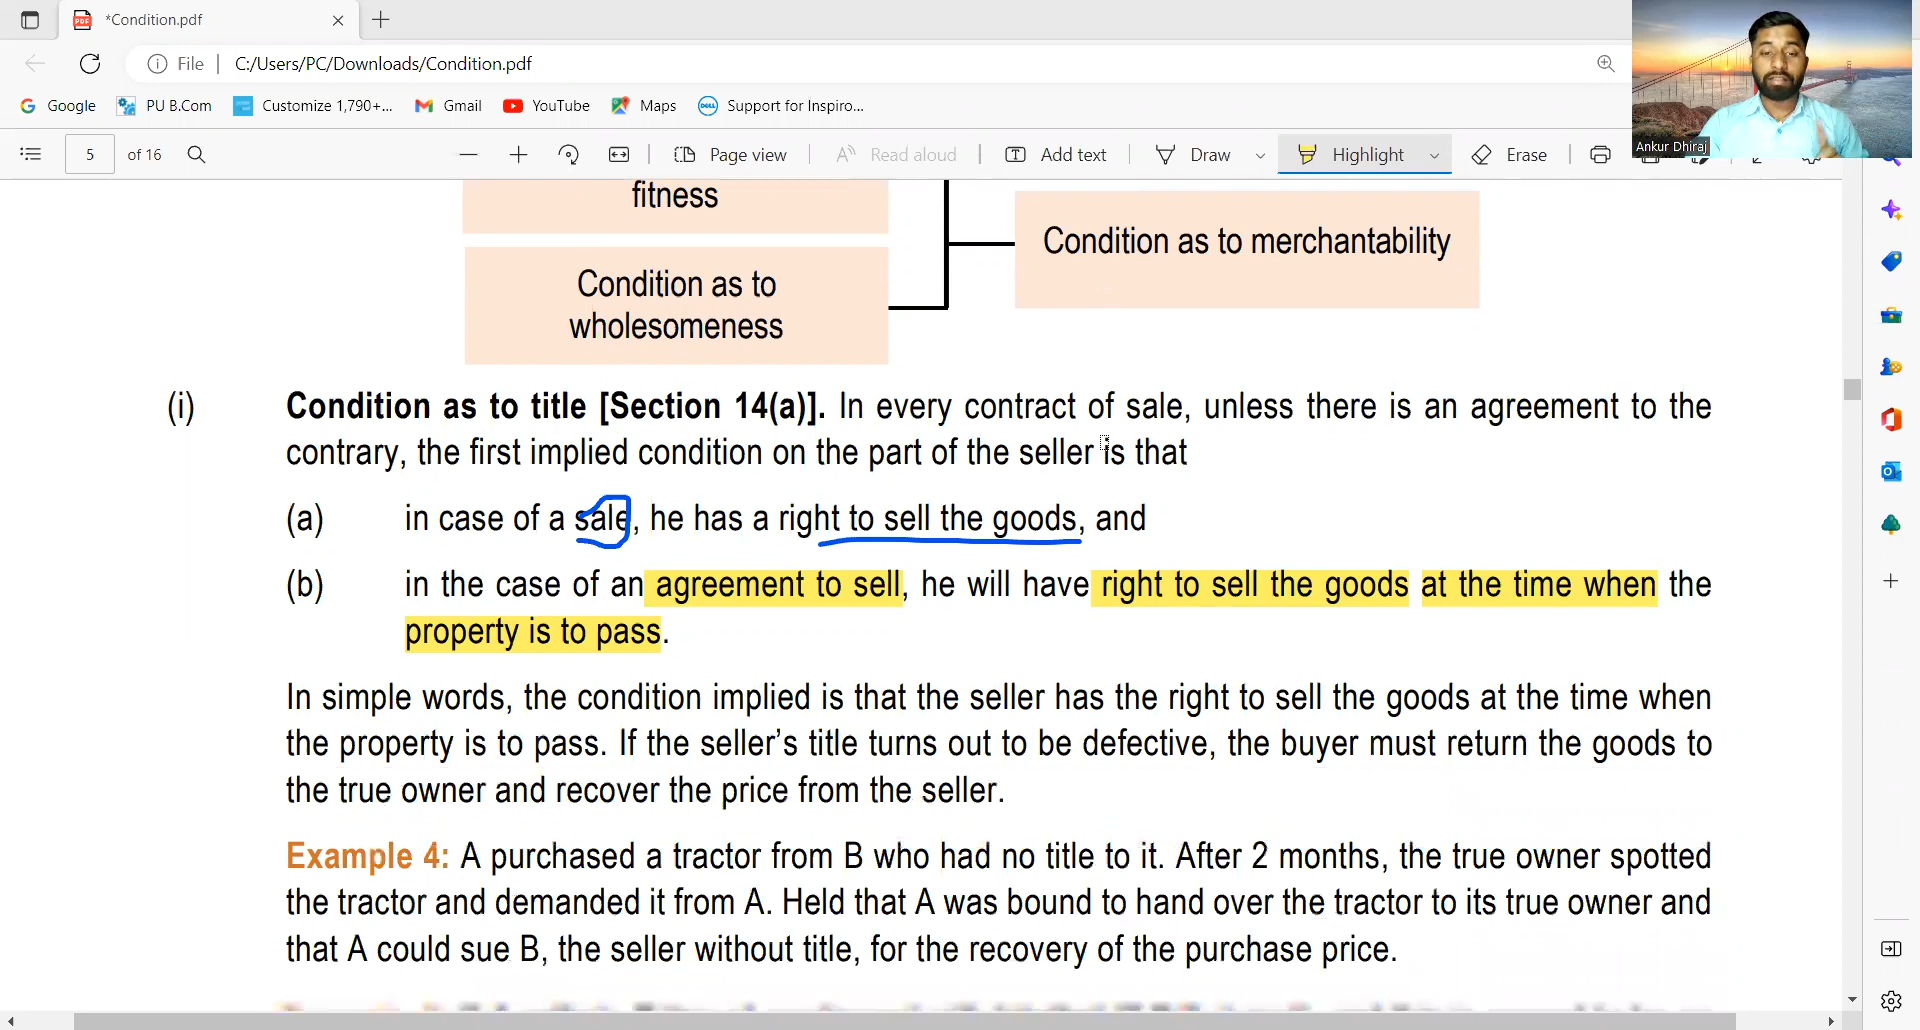 *Condition.pdf
File
C:/Users/PC/Downloads/Condition.pdf
Google
PU B.Com
Customize 1,790+...
Gmail
YouTube
Maps
Support for Inspiro...
5
of 16
Page view
Read aloud
Add text
Draw
Highlight
Erase
Ankur Dhiraj
fitness
Condition as to merchantability
Condition as to
wholesomeness
(i) Condition as to title [Section 14(a)]. In every contract of sale, unless there is an agreement to the
contrary, the first implied condition on the part of the seller is that
(a) in case of a sale, he has a right to sell the goods, and
(b) in the case of an agreement to sell, he will have right to sell the goods at the time when the
property is to pass.
In simple words, the condition implied is that the seller has the right to sell the goods at the time when
the property is to pass. If the seller’s title turns out to be defective, the buyer must return the goods to
the true owner and recover the price from the seller.
Example 4: A purchased a tractor from B who had no title to it. After 2 months, the true owner spotted
the tractor and demanded it from A. Held that A was bound to hand over the tractor to its true owner and
that A could sue B, the seller without title, for the recovery of the purchase price.